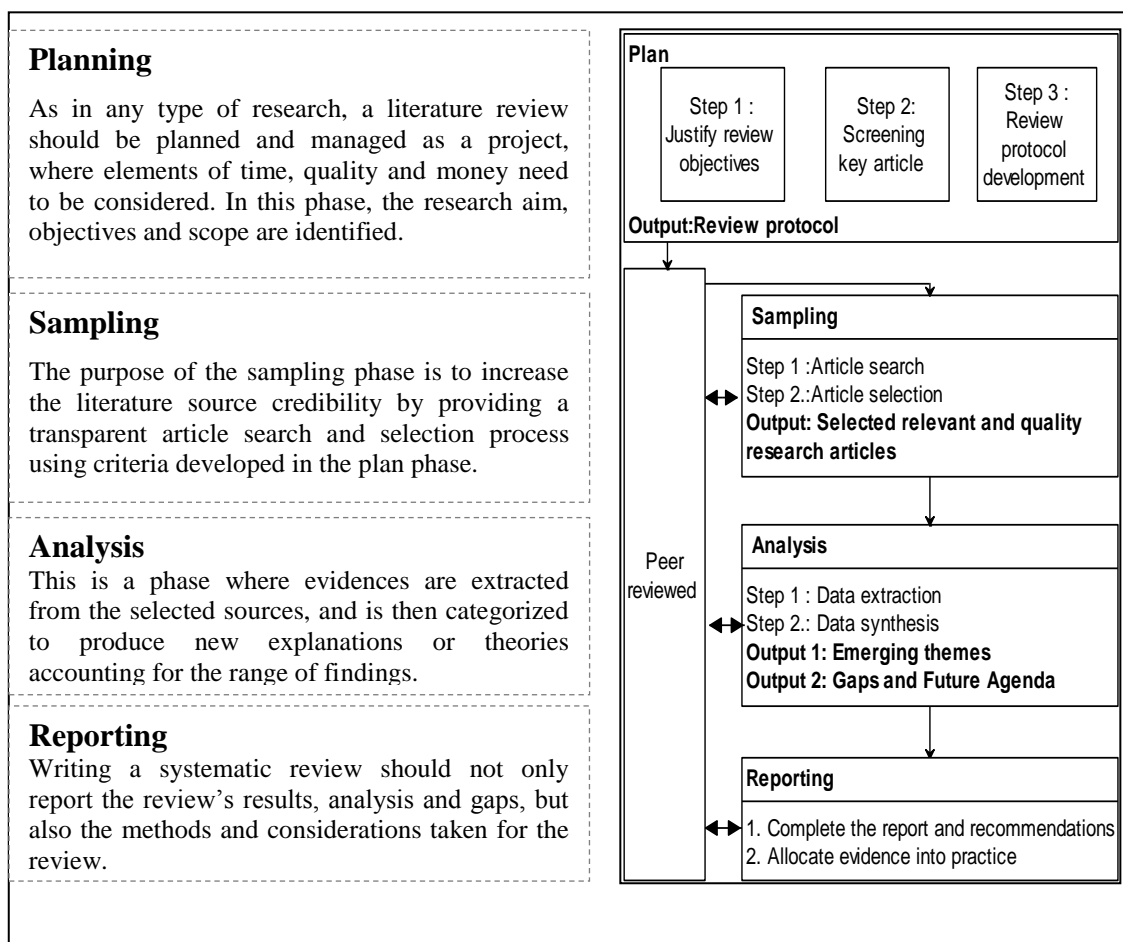 Planning
As in any type of research, a literature review
should be planned and managed as a project,
where elements of time, quality and money need
to be considered. In this phase, the research aim,
objectives and scope are identified.
Sampling
The purpose of the sampling phase is to increase
the literature source credibility by providing a
transparent article search and selection process
using criteria developed in the plan phase.
Analysis
This is a phase where evidences are extracted
from the selected sources, and is then categorized
to produce new explanations or theories
accounting for the range of findings.
Reporting
Writing a systematic review should not only
report the review's results, analysis and gaps, but
also the methods and considerations taken for the
review.
Plan
Step 1 :
Justify review
objectives
Step 2:
Screening
key article
Step 3 :
Review
protocol
development
Output:Review protocol
Peer
reviewed
Sampling
Step 1 :Article search
Step 2.:Article selection
Output: Selected relevant and quality
research articles
Analysis
Step 1 : Data extraction
Step 2.: Data synthesis
Output 1: Emerging themes
Output 2: Gaps and Future Agenda
Reporting
1. Complete the report and recommendations
2. Allocate evidence into practice